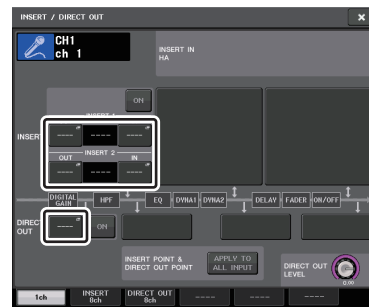 INSERT / DIRECT OUT
CH1
ch 1
INSERT IN
HA
ON
INSERT 1
INSERT
---- ---- ----
OUT INSERT 2 IN
---- ---- ----
DIGITAL GAIN HPF EQ DYNA1 DYNA2 DELAY FADER ON/OFF
DIRECT OUT
---- ON
INSERT POINT &
DIRECT OUT POINT
APPLY TO
ALL INPUT
DIRECT OUT
LEVEL
0.00
1ch
INSERT
8ch
DIRECT OUT
8ch
---- ---- ----